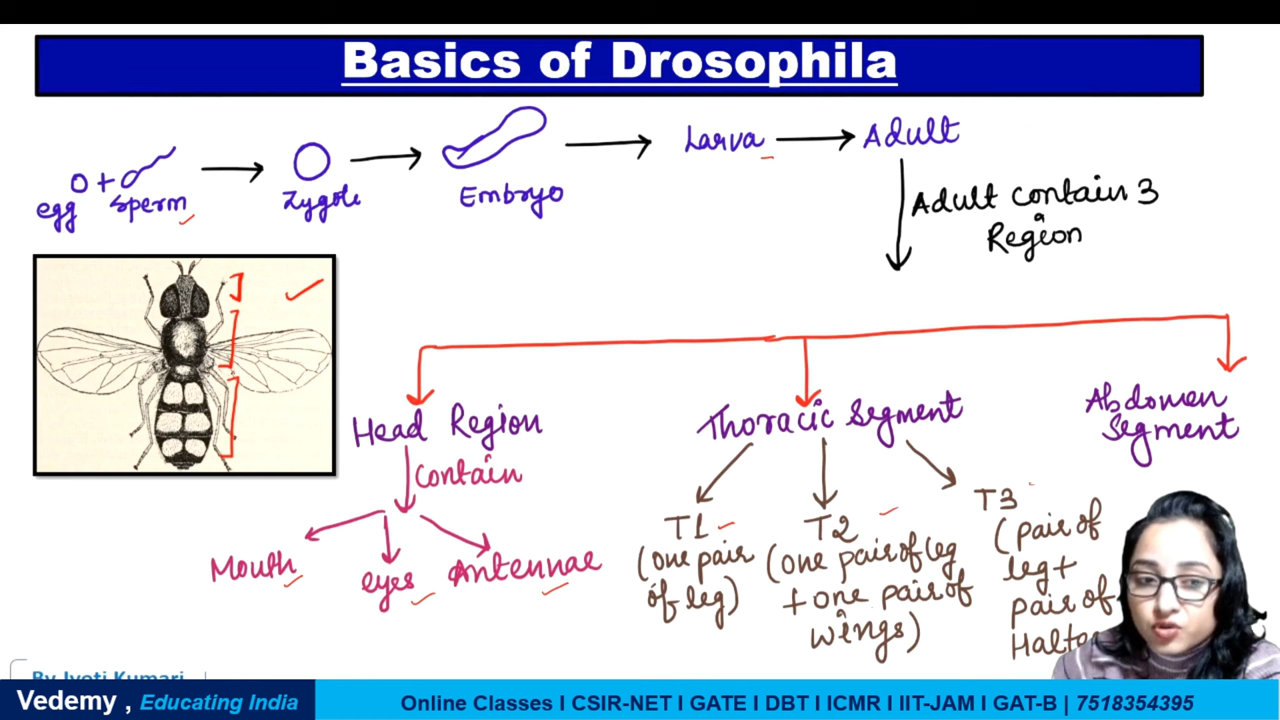 Basics of Drosophila
egg + sperm
Zygote
Embryo
Larva
Adult
Adult contain 3
Region
Head Region
Contain
Mouth
eyes
Antennae
Thoracic Segment
T1
(one pair
of leg)
T2
(one pair of leg
+ one pair of
wings)
T3
(pair of
leg +
pair of
Abdomen
Segment
By Jyoti Kumari
Vedemy , Educating India
Online Classes I CSIR-NET I GATE I DBT I ICMR I IIT-JAM I GAT-B | 7518354395